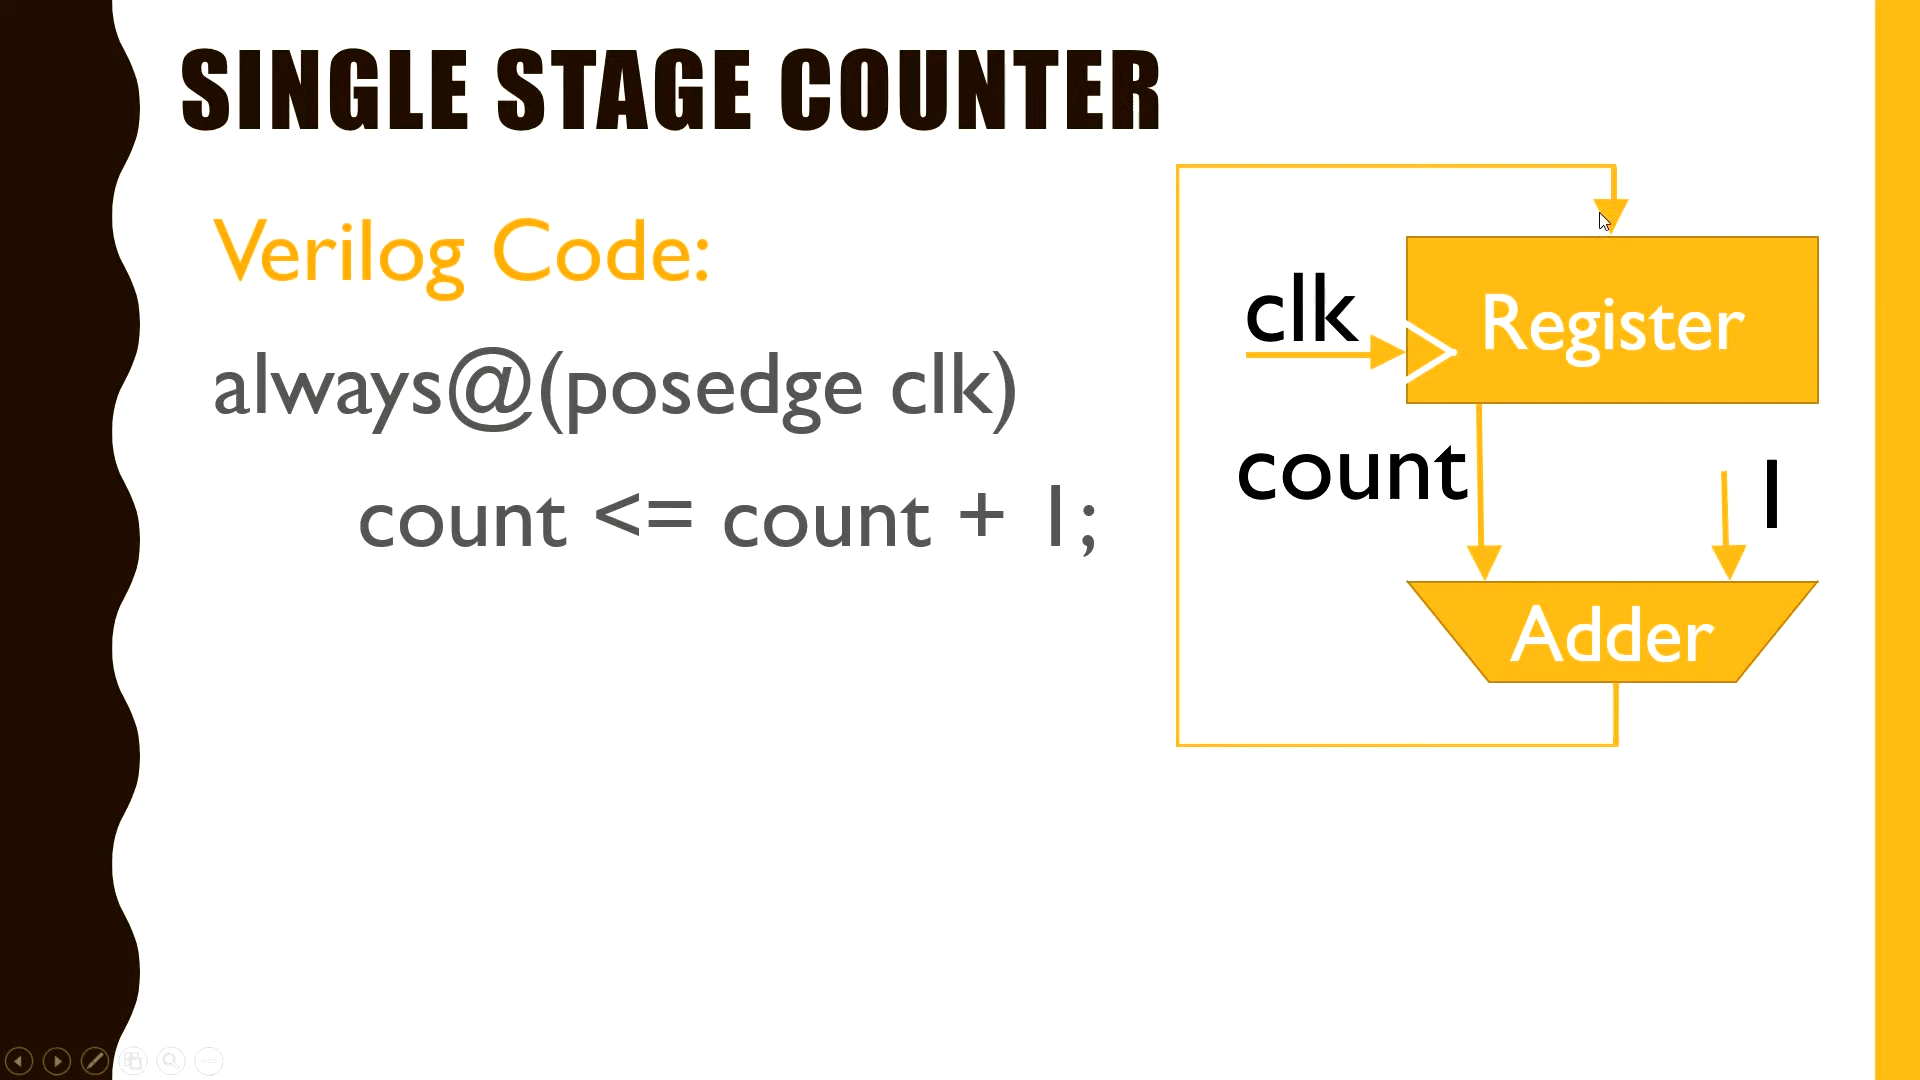 SINGLE STAGE COUNTER
Verilog Code:
always@(posedge clk)
count <= count + 1;
clk
Register
count
1
Adder